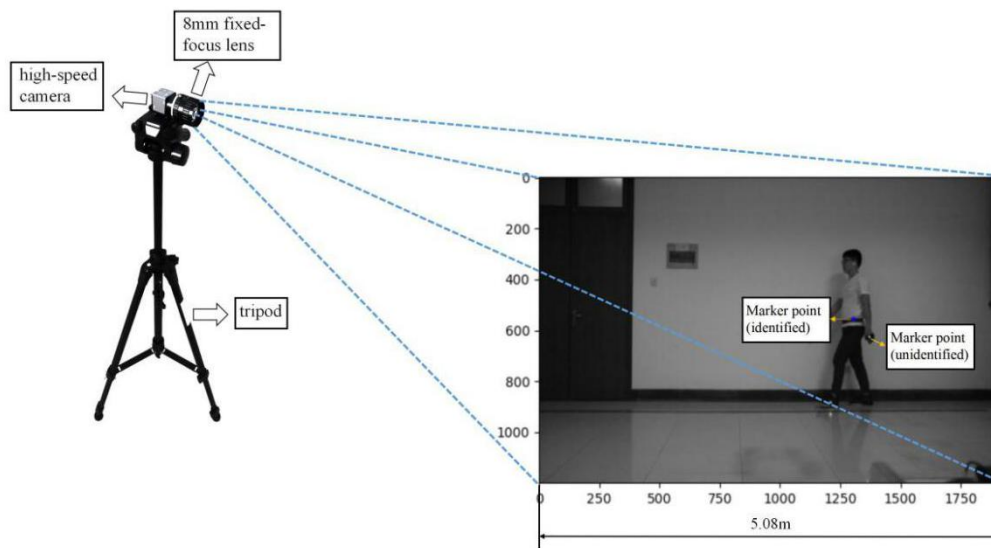 8mm fixed-
focus lens
high-speed
camera
tripod
0
200
400
600
800
1000
Marker point
(identified)
Marker point
(unidentified)
0 250 500 750 1000 1250 1500 1750
5.08m